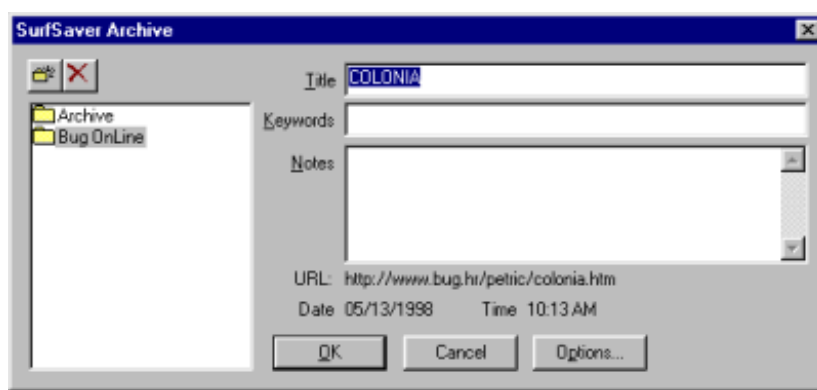 SurfSaver Archive
Title COLONIA
Archive
Bug OnLine
Keywords
Notes
URL: http://www.bug.hr/petric/colonia.htm
Date 05/13/1998 Time 10:13 AM
OK Cancel Options...